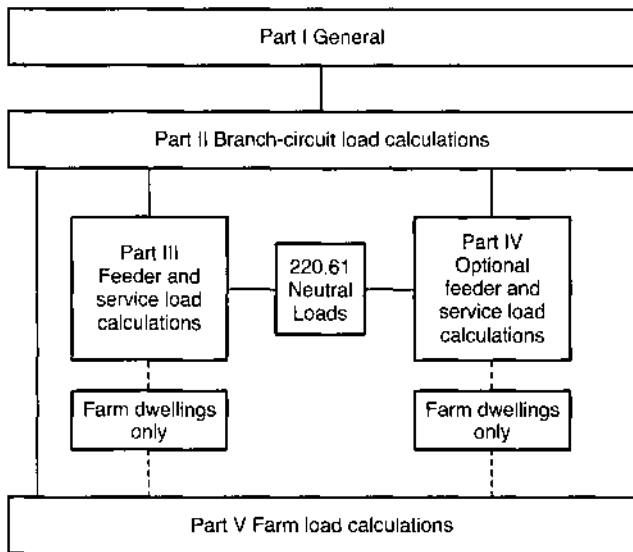 Part I General
Part II Branch-circuit load calculations
Part III
Feeder and
service load
calculations
220.61
Neutral
Loads
Part IV
Optional
feeder and
service load
calculations
Farm dwellings
only
Farm dwellings
only
Part V Farm load calculations